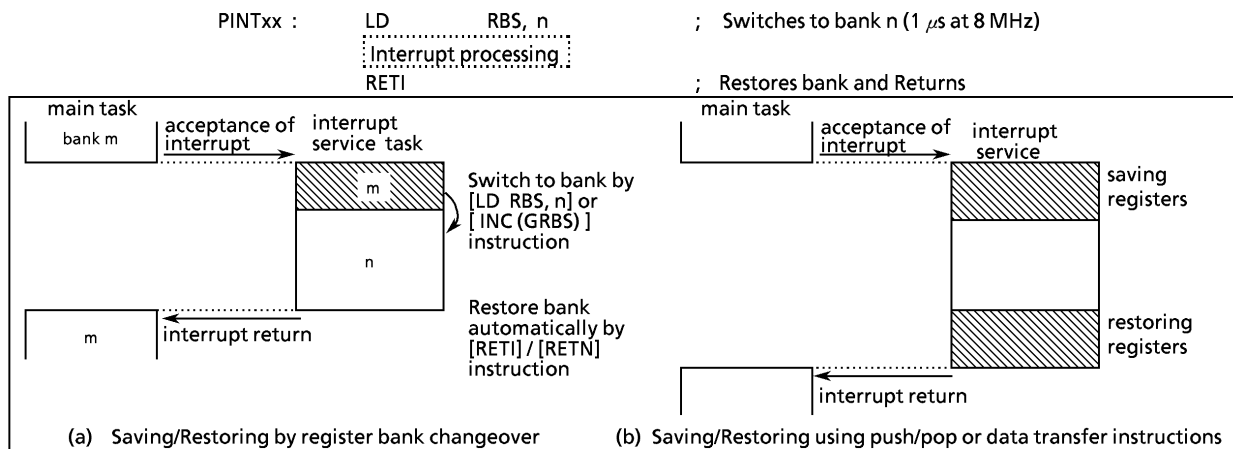 PINTxx : LD RBS, n ; Switches to bank n (1 μs at 8 MHz)
Interrupt processing
RETI ; Restores bank and Returns
main task
bank m
acceptance of
interrupt
interrupt
service task
m
Switch to bank by
[LD RBS, n] or
[ INC (GRBS) ]
instruction
n
Restore bank
automatically by
[RETI] / [RETN]
instruction
interrupt return
m
(a) Saving/Restoring by register bank changeover
main task
acceptance of
interrupt
interrupt
service
saving
registers
restoring
registers
interrupt return
(b) Saving/Restoring using push/pop or data transfer instructions